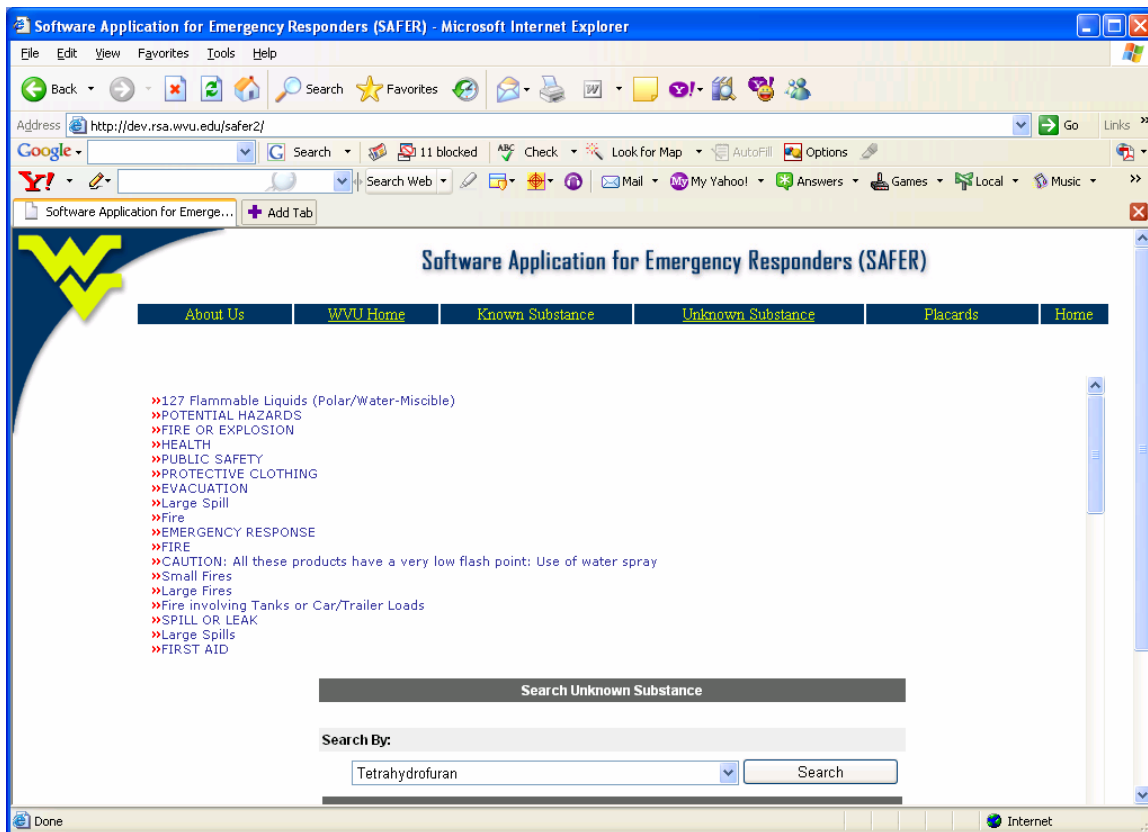 Software Application for Emergency Responders (SAFER) - Microsoft Internet Explorer
File Edit View Favorites Tools Help
Back Search Favorites
Address http://dev.rsa.wvu.edu/safer2/ Go Links »
Google Search 11 blocked ABC Check Look for Map AutoFill Options
Y! Search Web Mail My My Yahoo! Answers Games Local Music »
Software Application for Emerge... Add Tab
Software Application for Emergency Responders (SAFER)
About Us WVU Home Known Substance Unknown Substance Placards Home
»127 Flammable Liquids (Polar/Water-Miscible)
»POTENTIAL HAZARDS
»FIRE OR EXPLOSION
»HEALTH
»PUBLIC SAFETY
»PROTECTIVE CLOTHING
»EVACUATION
»Large Spill
»Fire
»EMERGENCY RESPONSE
»FIRE
»CAUTION: All these products have a very low flash point: Use of water spray
»Small Fires
»Large Fires
»Fire involving Tanks or Car/Trailer Loads
»SPILL OR LEAK
»Large Spills
»FIRST AID
Search Unknown Substance
Search By:
Tetrahydrofuran Search
Done Internet